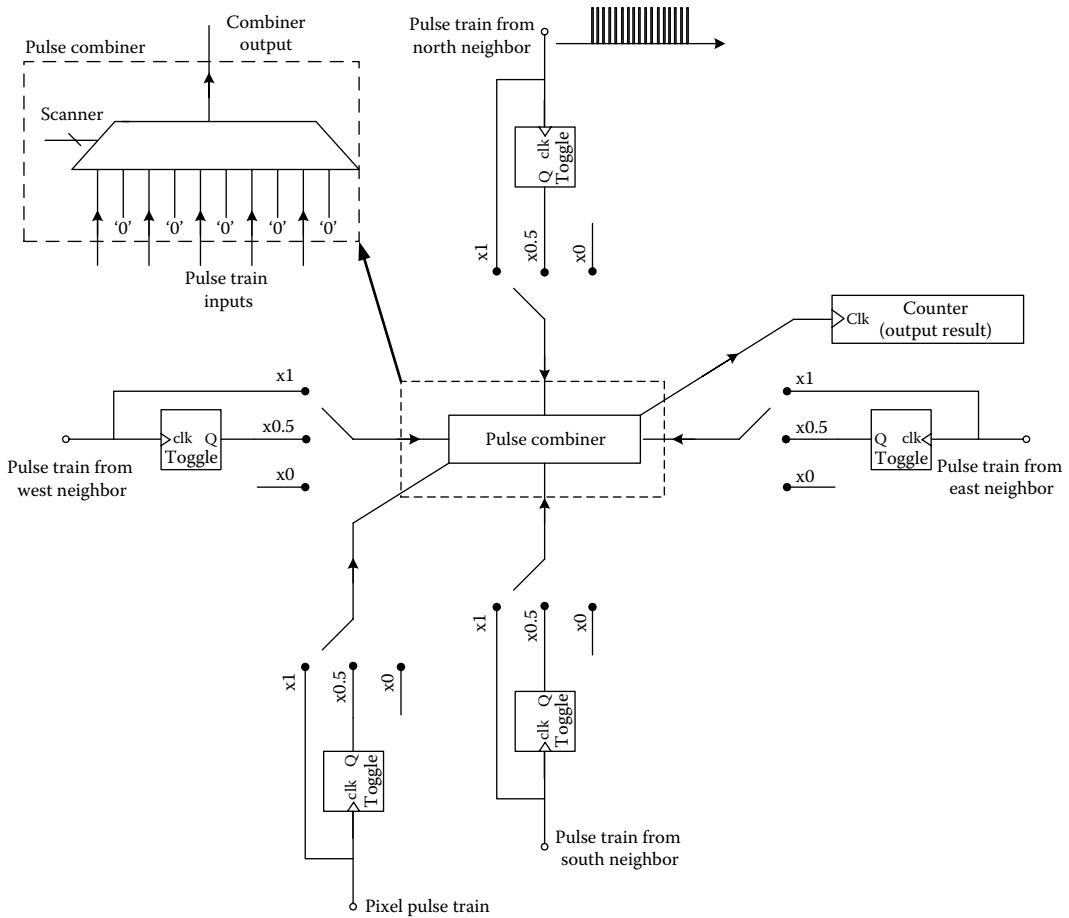 Pulse combiner
Combiner
output
Scanner
‘0’ ‘0’ ‘0’ ‘0’ ‘0’
Pulse train
inputs
Pulse train from
north neighbor
clk
Q
Toggle
x1
x0.5
x0
Clk
Counter
(output result)
Pulse combiner
x1
x0.5
x0
clk Q
Toggle
Pulse train from
west neighbor
x1
x0.5
x0
Q clk
Toggle
Pulse train from
east neighbor
x1
x0.5
x0
Q
clk
Toggle
Pulse train from
south neighbor
x1
x0.5
x0
Q
clk
Toggle
Pixel pulse train